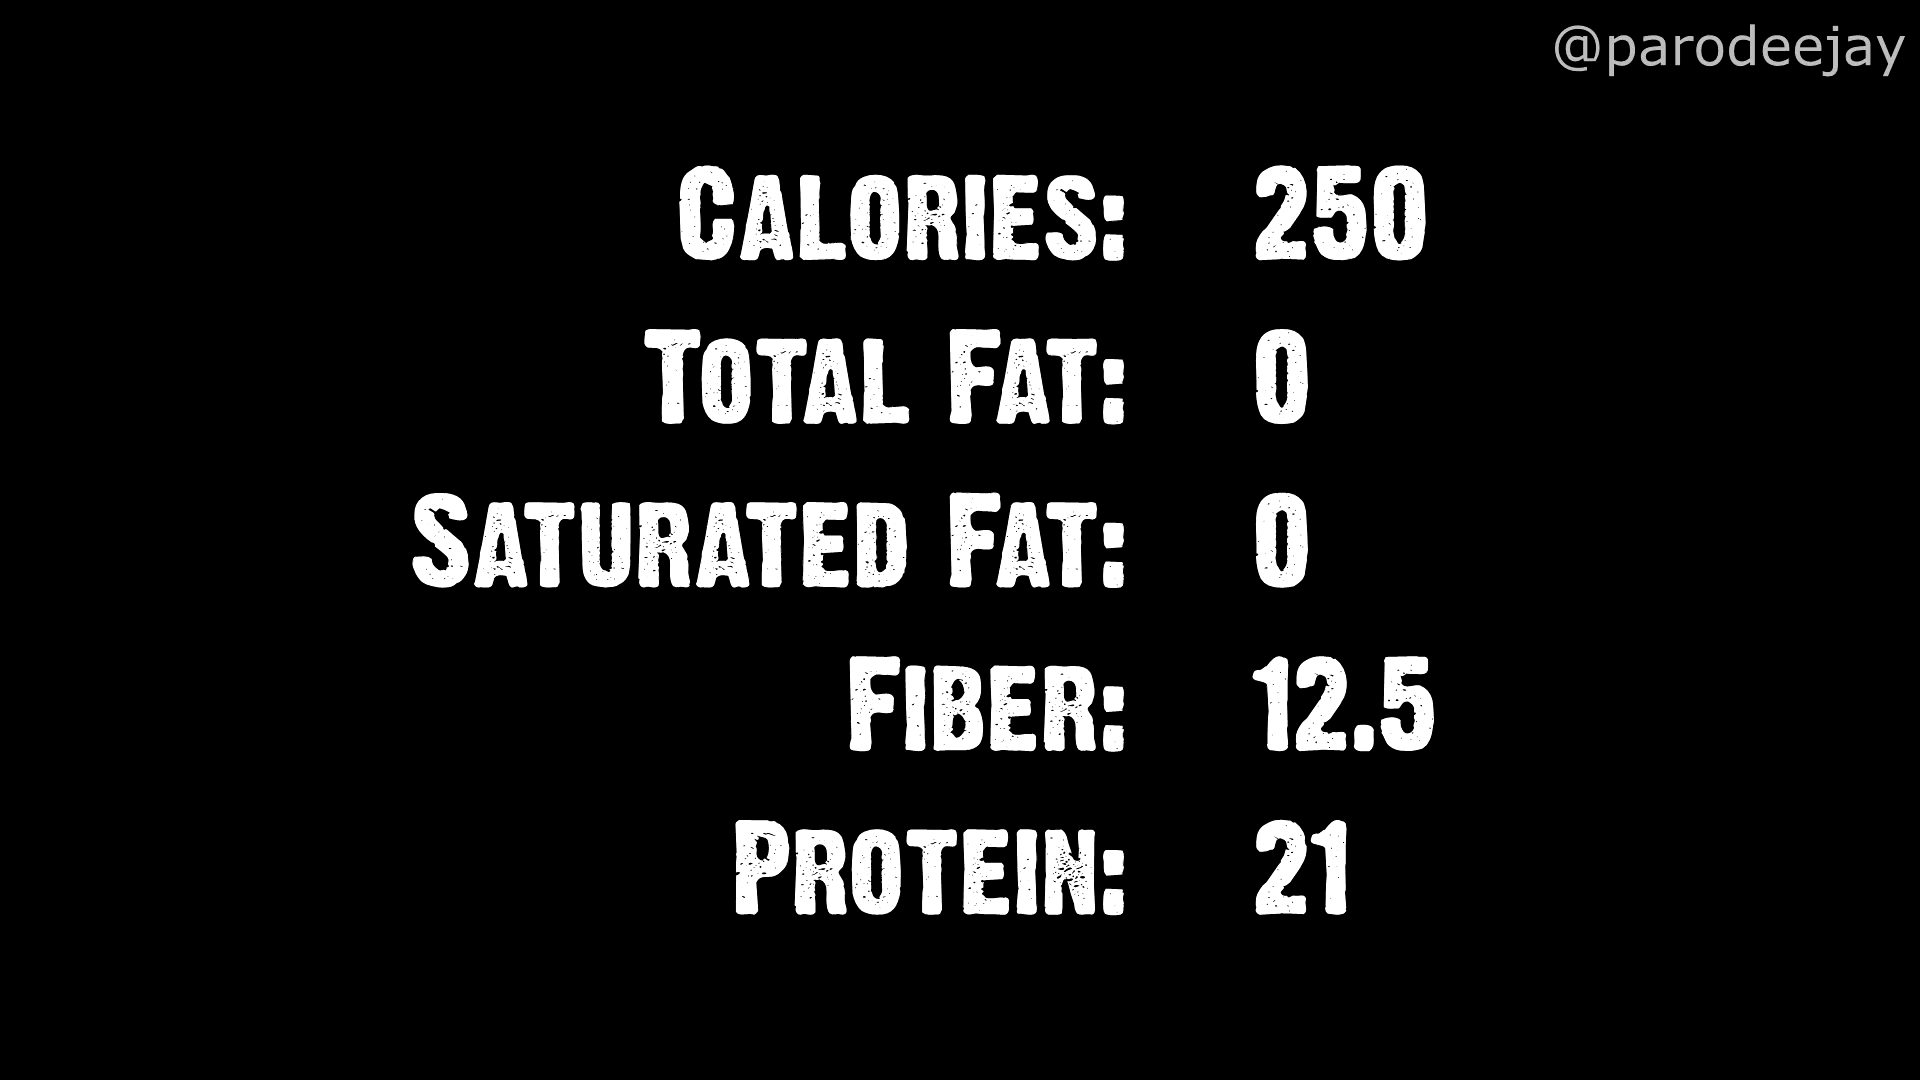 @parodeejay
Calories: 250
Total Fat: 0
Saturated Fat: 0
Fiber: 12.5
Protein: 21